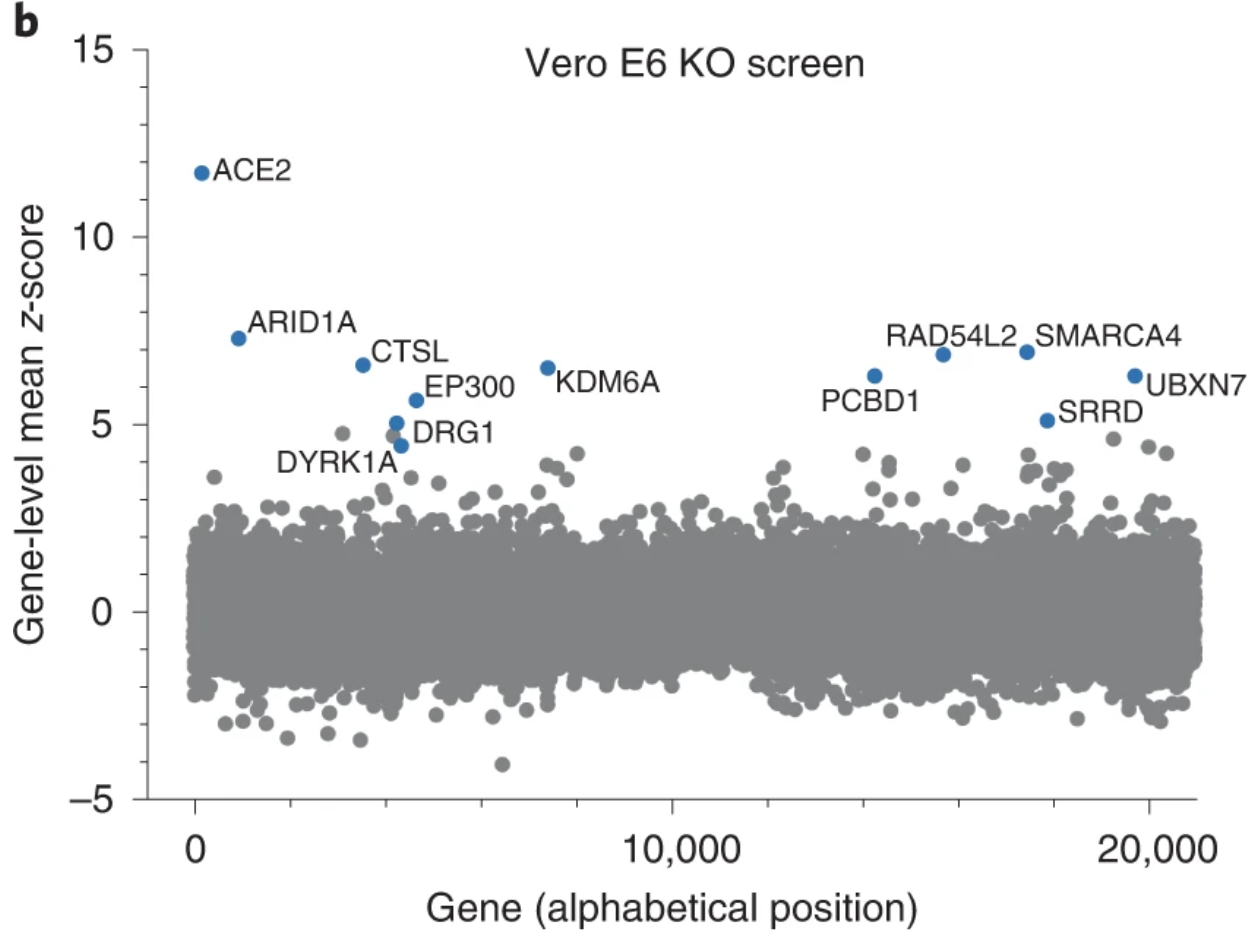 b
Vero E6 KO screen
15
10
5
0
–5
Gene-level mean z-score
ACE2
ARID1A
CTSL
EP300
DRG1
DYRK1A
KDM6A
RAD54L2
SMARCA4
PCBD1
UBXN7
SRRD
0
10,000
20,000
Gene (alphabetical position)